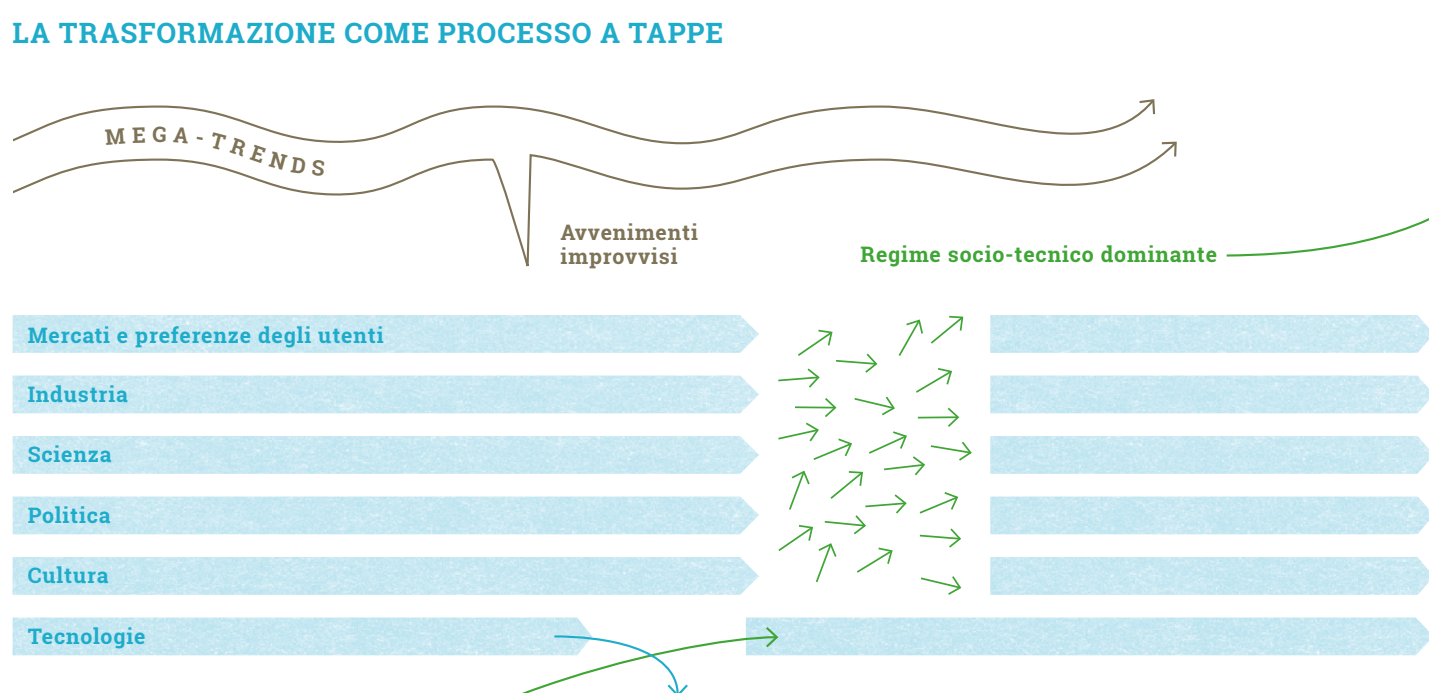 LA TRASFORMAZIONE COME PROCESSO A TAPPE
MEGA-TRENDS
Avvenimenti
improvvisi
Regime socio-tecnico dominante
Mercati e preferenze degli utenti
Industria
Scienza
Politica
Cultura
Tecnologie